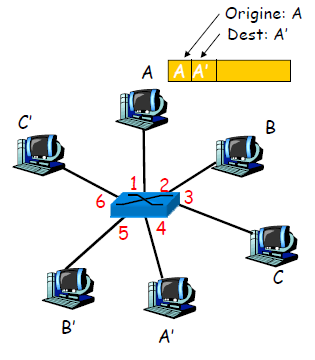 Origine: A
Dest: A'
A A'
A
C'
B
1 2
6 3
5 4
C
B'
A'